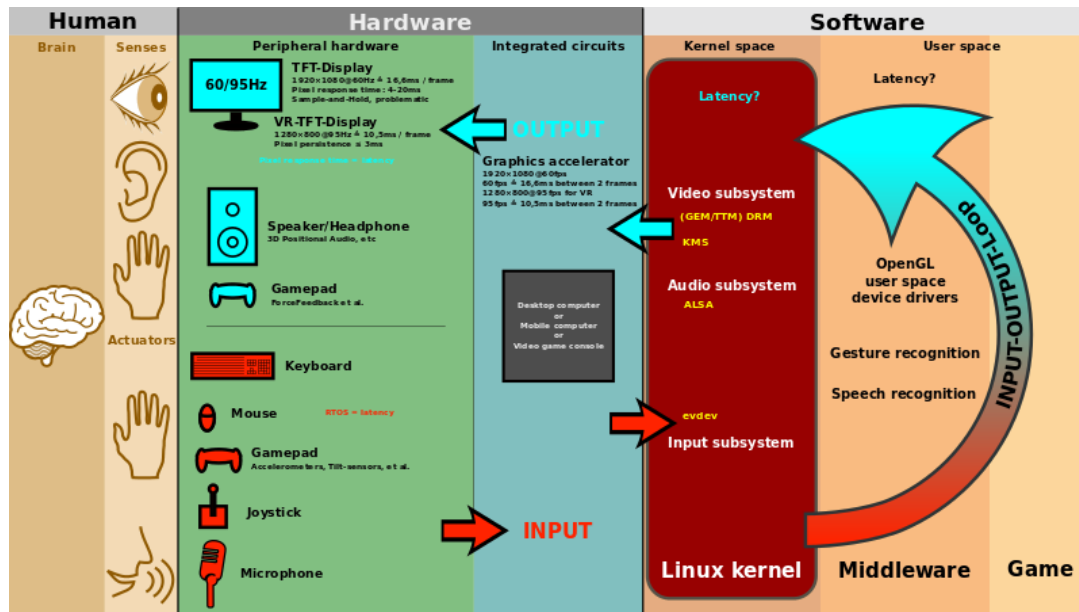 Human
Hardware
Software
Brain
Senses
Peripheral hardware
Integrated circuits
Kernel space
User space
60/95Hz
TFT-Display
1920×1080@60Hz ≙ 16,6ms / frame
Pixel response time: 4–20ms
Sample-and-Hold, problematic
VR-TFT-Display
1280×800@95Hz ≙ 10,5ms / frame
Pixel persistence ≤ 3ms
Pixel response time = latency
OUTPUT
Graphics accelerator
1920×1080@60fps
60fps ≙ 16,6ms between 2 frames
1280×800@95fps for VR
95fps ≙ 10,5ms between 2 frames
Latency?
Latency?
Video subsystem
(GEM/TTM) DRM
KMS
Speaker/Headphone
3D Positional Audio, etc
Gamepad
ForceFeedback et al.
Desktop computer
or
Mobile computer
or
Video game console
Audio subsystem
ALSA
OpenGL
user space
device drivers
INPUT-OUTPUT-Loop
Gesture recognition
Speech recognition
Actuators
Keyboard
Mouse
RTOS = latency
Gamepad
Accelerometers, Tilt-sensors, et al.
evdev
Input subsystem
Joystick
INPUT
Microphone
Linux kernel
Middleware
Game